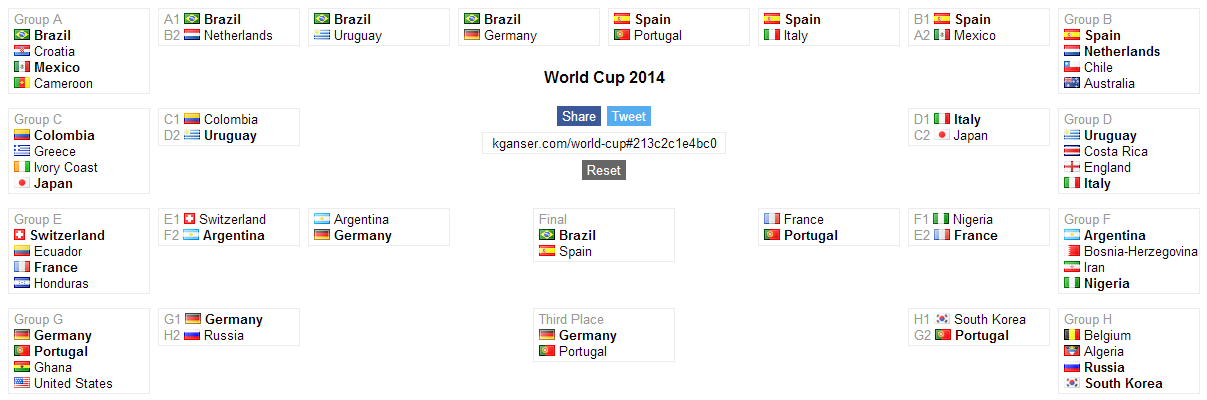 Group A
Brazil
Croatia
Mexico
Cameroon
A1 Brazil
B2 Netherlands
Brazil
Uruguay
Brazil
Germany
Spain
Portugal
Spain
Italy
B1 Spain
A2 Mexico
Group B
Spain
Netherlands
Chile
Australia
World Cup 2014
Share Tweet
kganser.com/world-cup#213c2c1e4bc0
Reset
Group C
Colombia
Greece
Ivory Coast
Japan
C1 Colombia
D2 Uruguay
D1 Italy
C2 Japan
Group D
Uruguay
Costa Rica
England
Italy
Group E
Switzerland
Ecuador
France
Honduras
E1 Switzerland
F2 Argentina
Argentina
Germany
Final
Brazil
Spain
France
Portugal
F1 Nigeria
E2 France
Group F
Argentina
Bosnia-Herzegovina
Iran
Nigeria
Group G
Germany
Portugal
Ghana
United States
G1 Germany
H2 Russia
Third Place
Germany
Portugal
H1 South Korea
G2 Portugal
Group H
Belgium
Algeria
Russia
South Korea